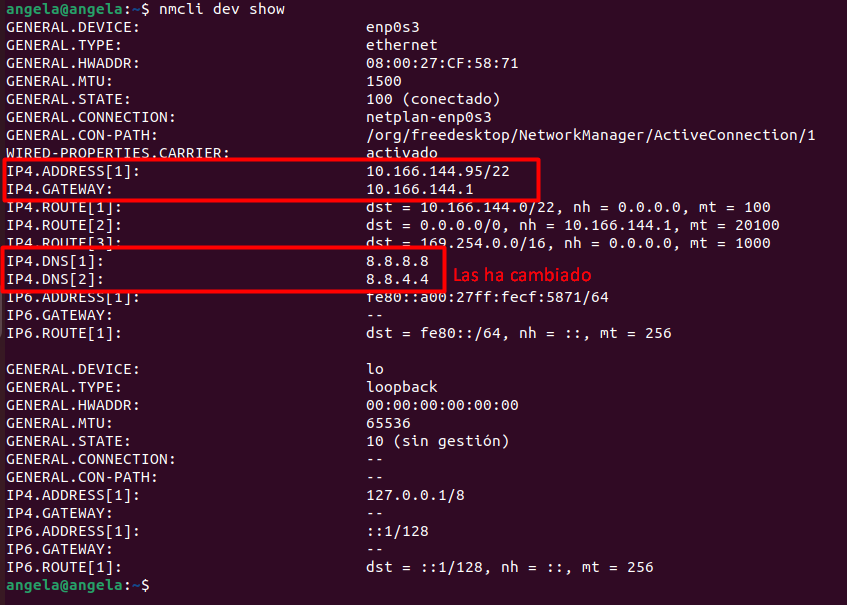 angela@angela:~$ nmcli dev show
GENERAL.DEVICE: enp0s3
GENERAL.TYPE: ethernet
GENERAL.HWADDR: 08:00:27:CF:58:71
GENERAL.MTU: 1500
GENERAL.STATE: 100 (conectado)
GENERAL.CONNECTION: netplan-enp0s3
GENERAL.CON-PATH: /org/freedesktop/NetworkManager/ActiveConnection/1
WIRED-PROPERTIES.CARRIER: activado
IP4.ADDRESS[1]: 10.166.144.95/22
IP4.GATEWAY: 10.166.144.1
IP4.ROUTE[1]: dst = 10.166.144.0/22, nh = 0.0.0.0, mt = 100
IP4.ROUTE[2]: dst = 0.0.0.0/0, nh = 10.166.144.1, mt = 20100
IP4.ROUTE[3]: dst = 169.254.0.0/16, nh = 0.0.0.0, mt = 1000
IP4.DNS[1]: 8.8.8.8
IP4.DNS[2]: 8.8.4.4 Las ha cambiado
IP6.ADDRESS[1]: fe80::a00:27ff:fecf:5871/64
IP6.GATEWAY: --
IP6.ROUTE[1]: dst = fe80::/64, nh = ::, mt = 256
GENERAL.DEVICE: lo
GENERAL.TYPE: loopback
GENERAL.HWADDR: 00:00:00:00:00:00
GENERAL.MTU: 65536
GENERAL.STATE: 10 (sin gestión)
GENERAL.CONNECTION: --
GENERAL.CON-PATH: --
IP4.ADDRESS[1]: 127.0.0.1/8
IP4.GATEWAY: --
IP6.ADDRESS[1]: ::1/128
IP6.GATEWAY: --
IP6.ROUTE[1]: dst = ::1/128, nh = ::, mt = 256
angela@angela:~$